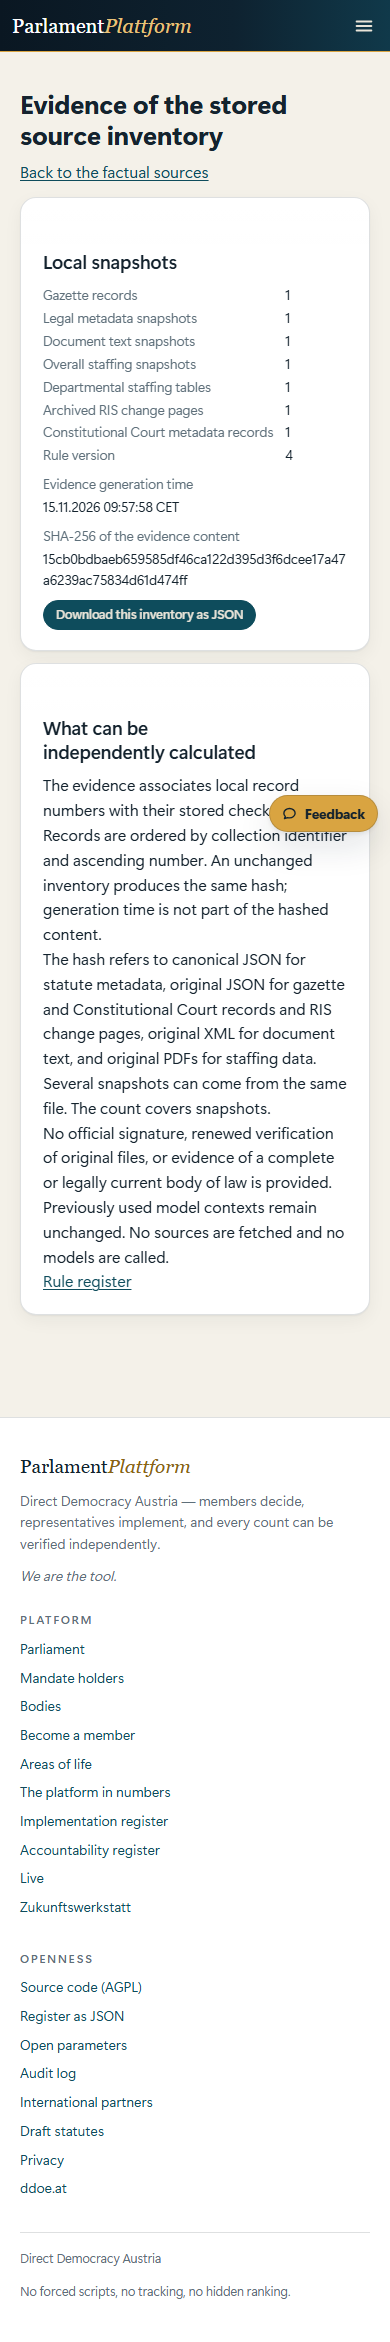 ParlamentPlattform
Evidence of the stored
source inventory
Back to the factual sources
Local snapshots
Gazette records 1
Legal metadata snapshots 1
Document text snapshots 1
Overall staffing snapshots 1
Departmental staffing tables 1
Archived RIS change pages 1
Constitutional Court metadata records 1
Rule version 4
Evidence generation time
15.11.2026 09:57:58 CET
SHA-256 of the evidence content
15cb0bdbaeb659585df46ca122d395d3f6dcee17a47
a6239ac75834d61d474ff
Download this inventory as JSON
What can be
independently calculated
The evidence associates local record
numbers with their stored check
Feedback
Records are ordered by collection identifier
and ascending number. An unchanged
inventory produces the same hash;
generation time is not part of the hashed
content.
The hash refers to canonical JSON for
statute metadata, original JSON for gazette
and Constitutional Court records and RIS
change pages, original XML for document
text, and original PDFs for staffing data.
Several snapshots can come from the same
file. The count covers snapshots.
No official signature, renewed verification
of original files, or evidence of a complete
or legally current body of law is provided.
Previously used model contexts remain
unchanged. No sources are fetched and no
models are called.
Rule register
ParlamentPlattform
Direct Democracy Austria — members decide,
representatives implement, and every count can be
verified independently.
We are the tool.
PLATFORM
Parliament
Mandate holders
Bodies
Become a member
Areas of life
The platform in numbers
Implementation register
Accountability register
Live
Zukunftswerkstatt
OPENNESS
Source code (AGPL)
Register as JSON
Open parameters
Audit log
International partners
Draft statutes
Privacy
ddoe.at
Direct Democracy Austria
No forced scripts, no tracking, no hidden ranking.